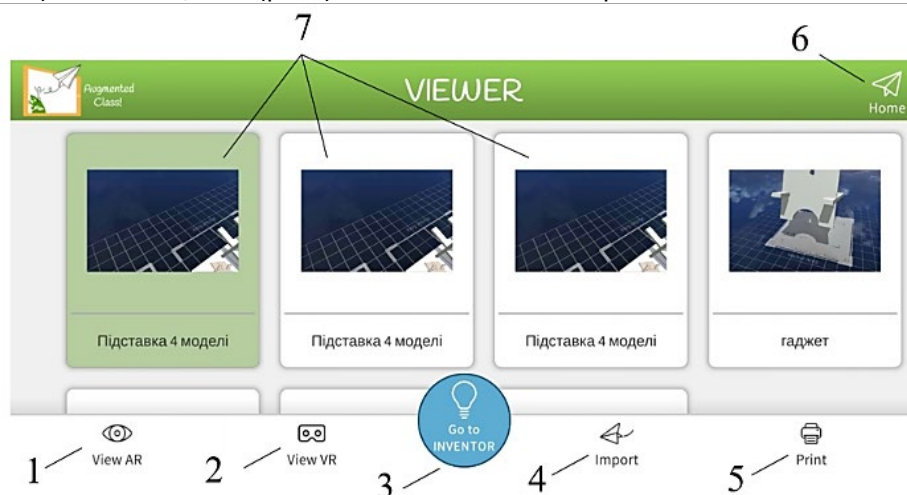 7
6
Augmented
Class!
VIEWER
Home
Підставка 4 моделі
Підставка 4 моделі
Підставка 4 моделі
гаджет
Go to
INVENTOR
View AR
View VR
Import
Print
1
2
3
4
5